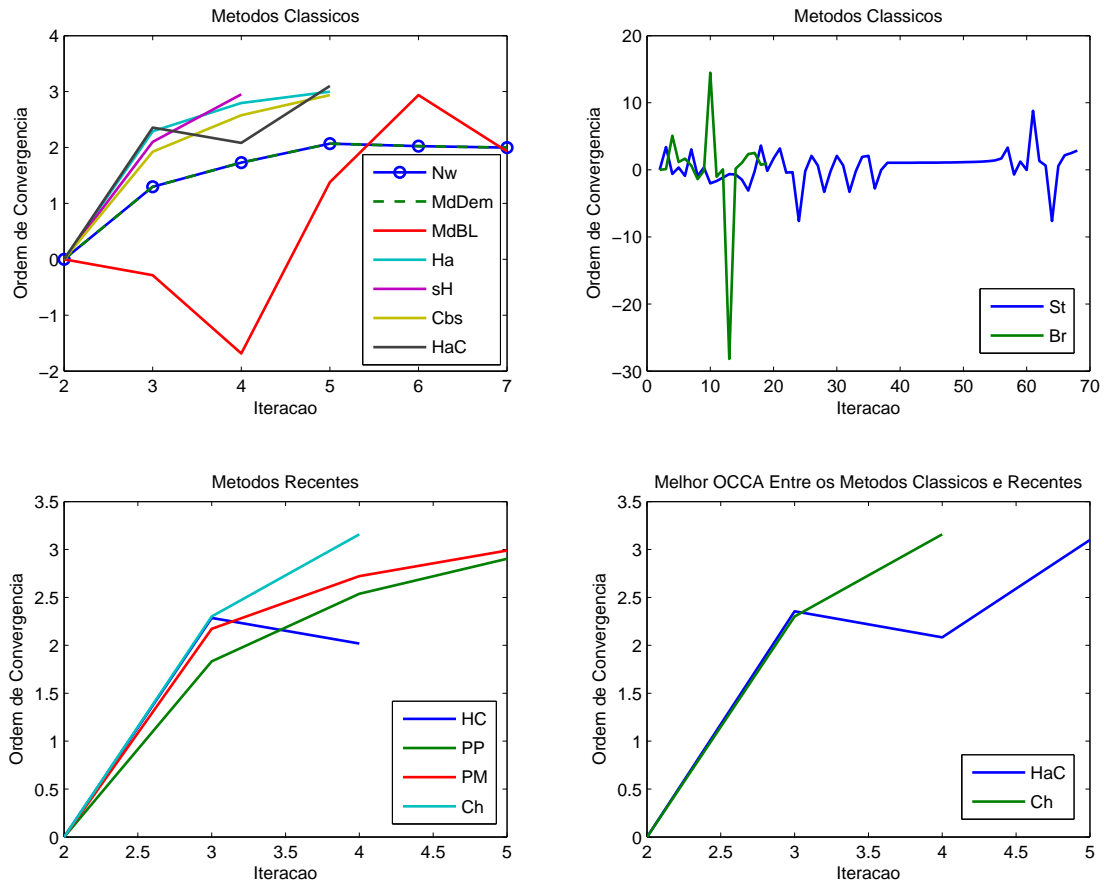 Metodos Classicos
4
3
2
1
0
−1
−2
Ordem de Convergencia
2
3
4
5
6
7
Iteracao
Nw
MdDem
MdBL
Ha
sH
Cbs
HaC
Metodos Classicos
20
10
0
−10
−20
−30
Ordem de Convergencia
0
10
20
30
40
50
60
70
Iteracao
St
Br
Metodos Recentes
3.5
3
2.5
2
1.5
1
0.5
0
Ordem de Convergencia
2
2.5
3
3.5
4
4.5
5
Iteracao
HC
PP
PM
Ch
Melhor OCCA Entre os Metodos Classicos e Recentes
3.5
3
2.5
2
1.5
1
0.5
0
Ordem de Convergencia
2
2.5
3
3.5
4
4.5
5
Iteracao
HaC
Ch